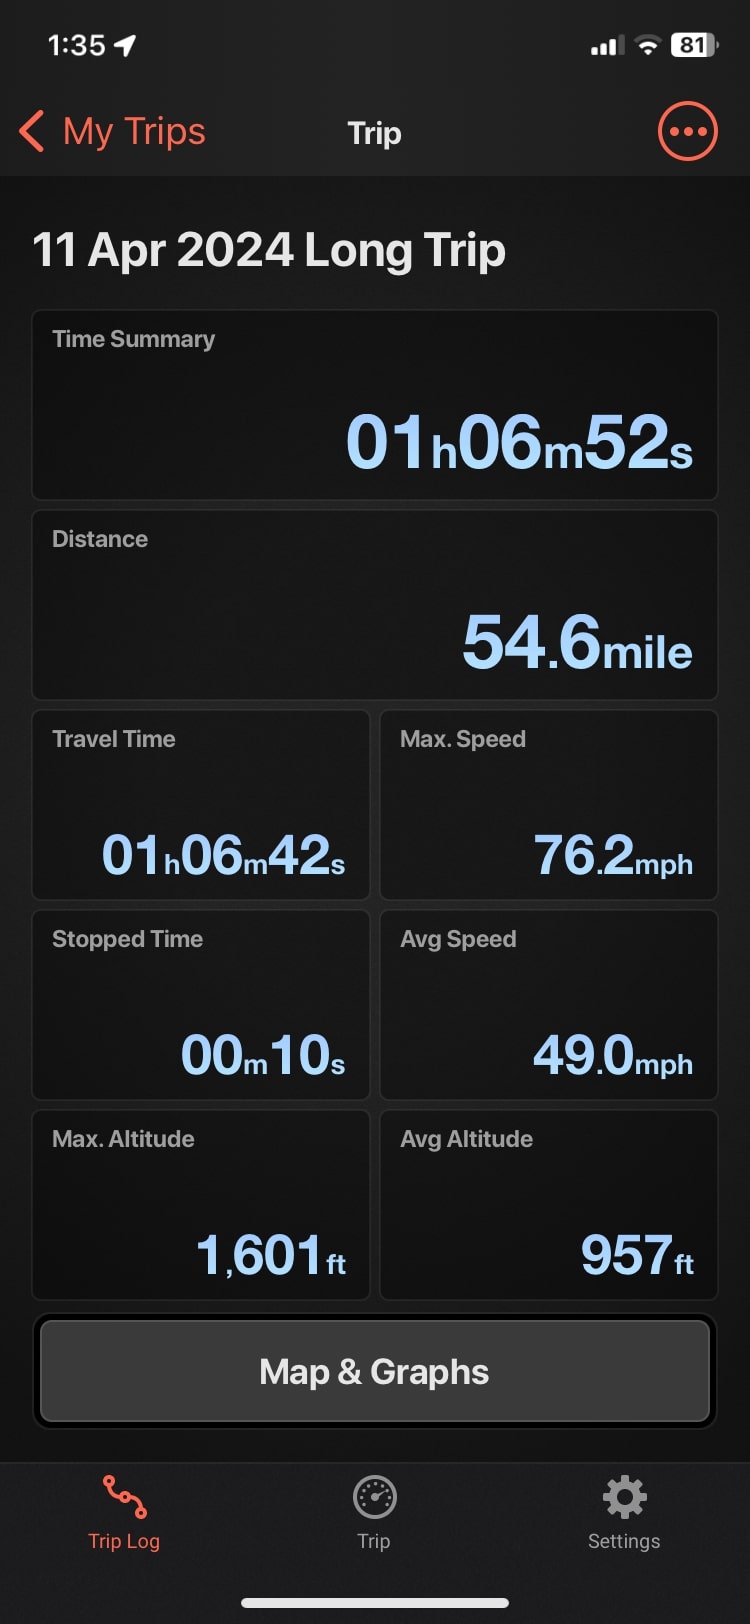 1:35
81
My Trips
Trip
11 Apr 2024 Long Trip
Time Summary
01h06m52s
Distance
54.6mile
Travel Time
01h06m42s
Max. Speed
76.2mph
Stopped Time
00m10s
Avg Speed
49.0mph
Max. Altitude
1,601ft
Avg Altitude
957ft
Map & Graphs
Trip Log
Trip
Settings